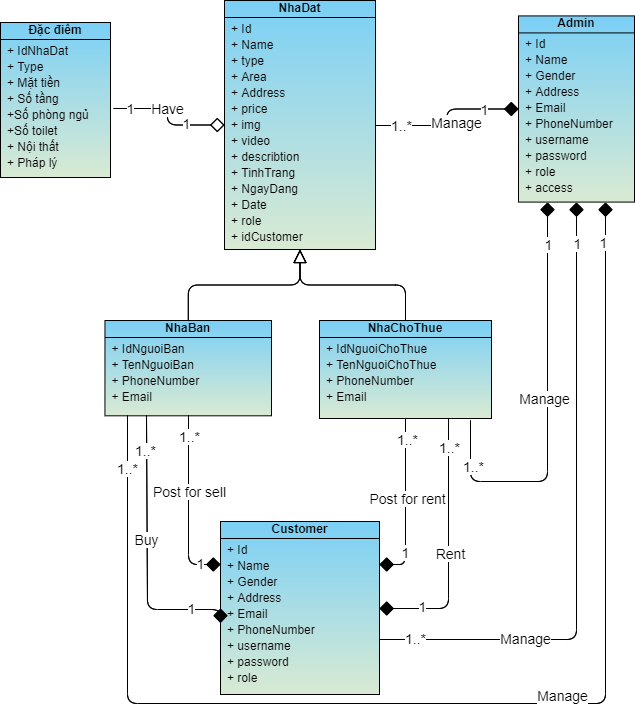 NhaDat
+ Id
+ Name
+ type
+ Area
+ Address
+ price
+ img
+ video
+ describtion
+ TinhTrang
+ NgayDang
+ Date
+ role
+ idCustomer
Đặc điểm
+ IdNhaDat
+ Type
+ Mặt tiền
+ Số tầng
+Số phòng ngủ
+Số toilet
+ Nội thất
+ Pháp lý
1
Have
1
Admin
+ Id
+ Name
+ Gender
+ Address
+ Email
+ PhoneNumber
+ username
+ password
+ role
+ access
1..*
Manage
1
1
1
1
NhaBan
+ IdNguoiBan
+ TenNguoiBan
+ PhoneNumber
+ Email
NhaChoThue
+ IdNguoiChoThue
+ TenNguoiChoThue
+ PhoneNumber
+ Email
Manage
1..*
1..*
1..*
1..*
1..*
1..*
Post for sell
Post for rent
Buy
Rent
1
1
1
1
Customer
+ Id
+ Name
+ Gender
+ Address
+ Email
+ PhoneNumber
+ username
+ password
+ role
1..*
Manage
Manage